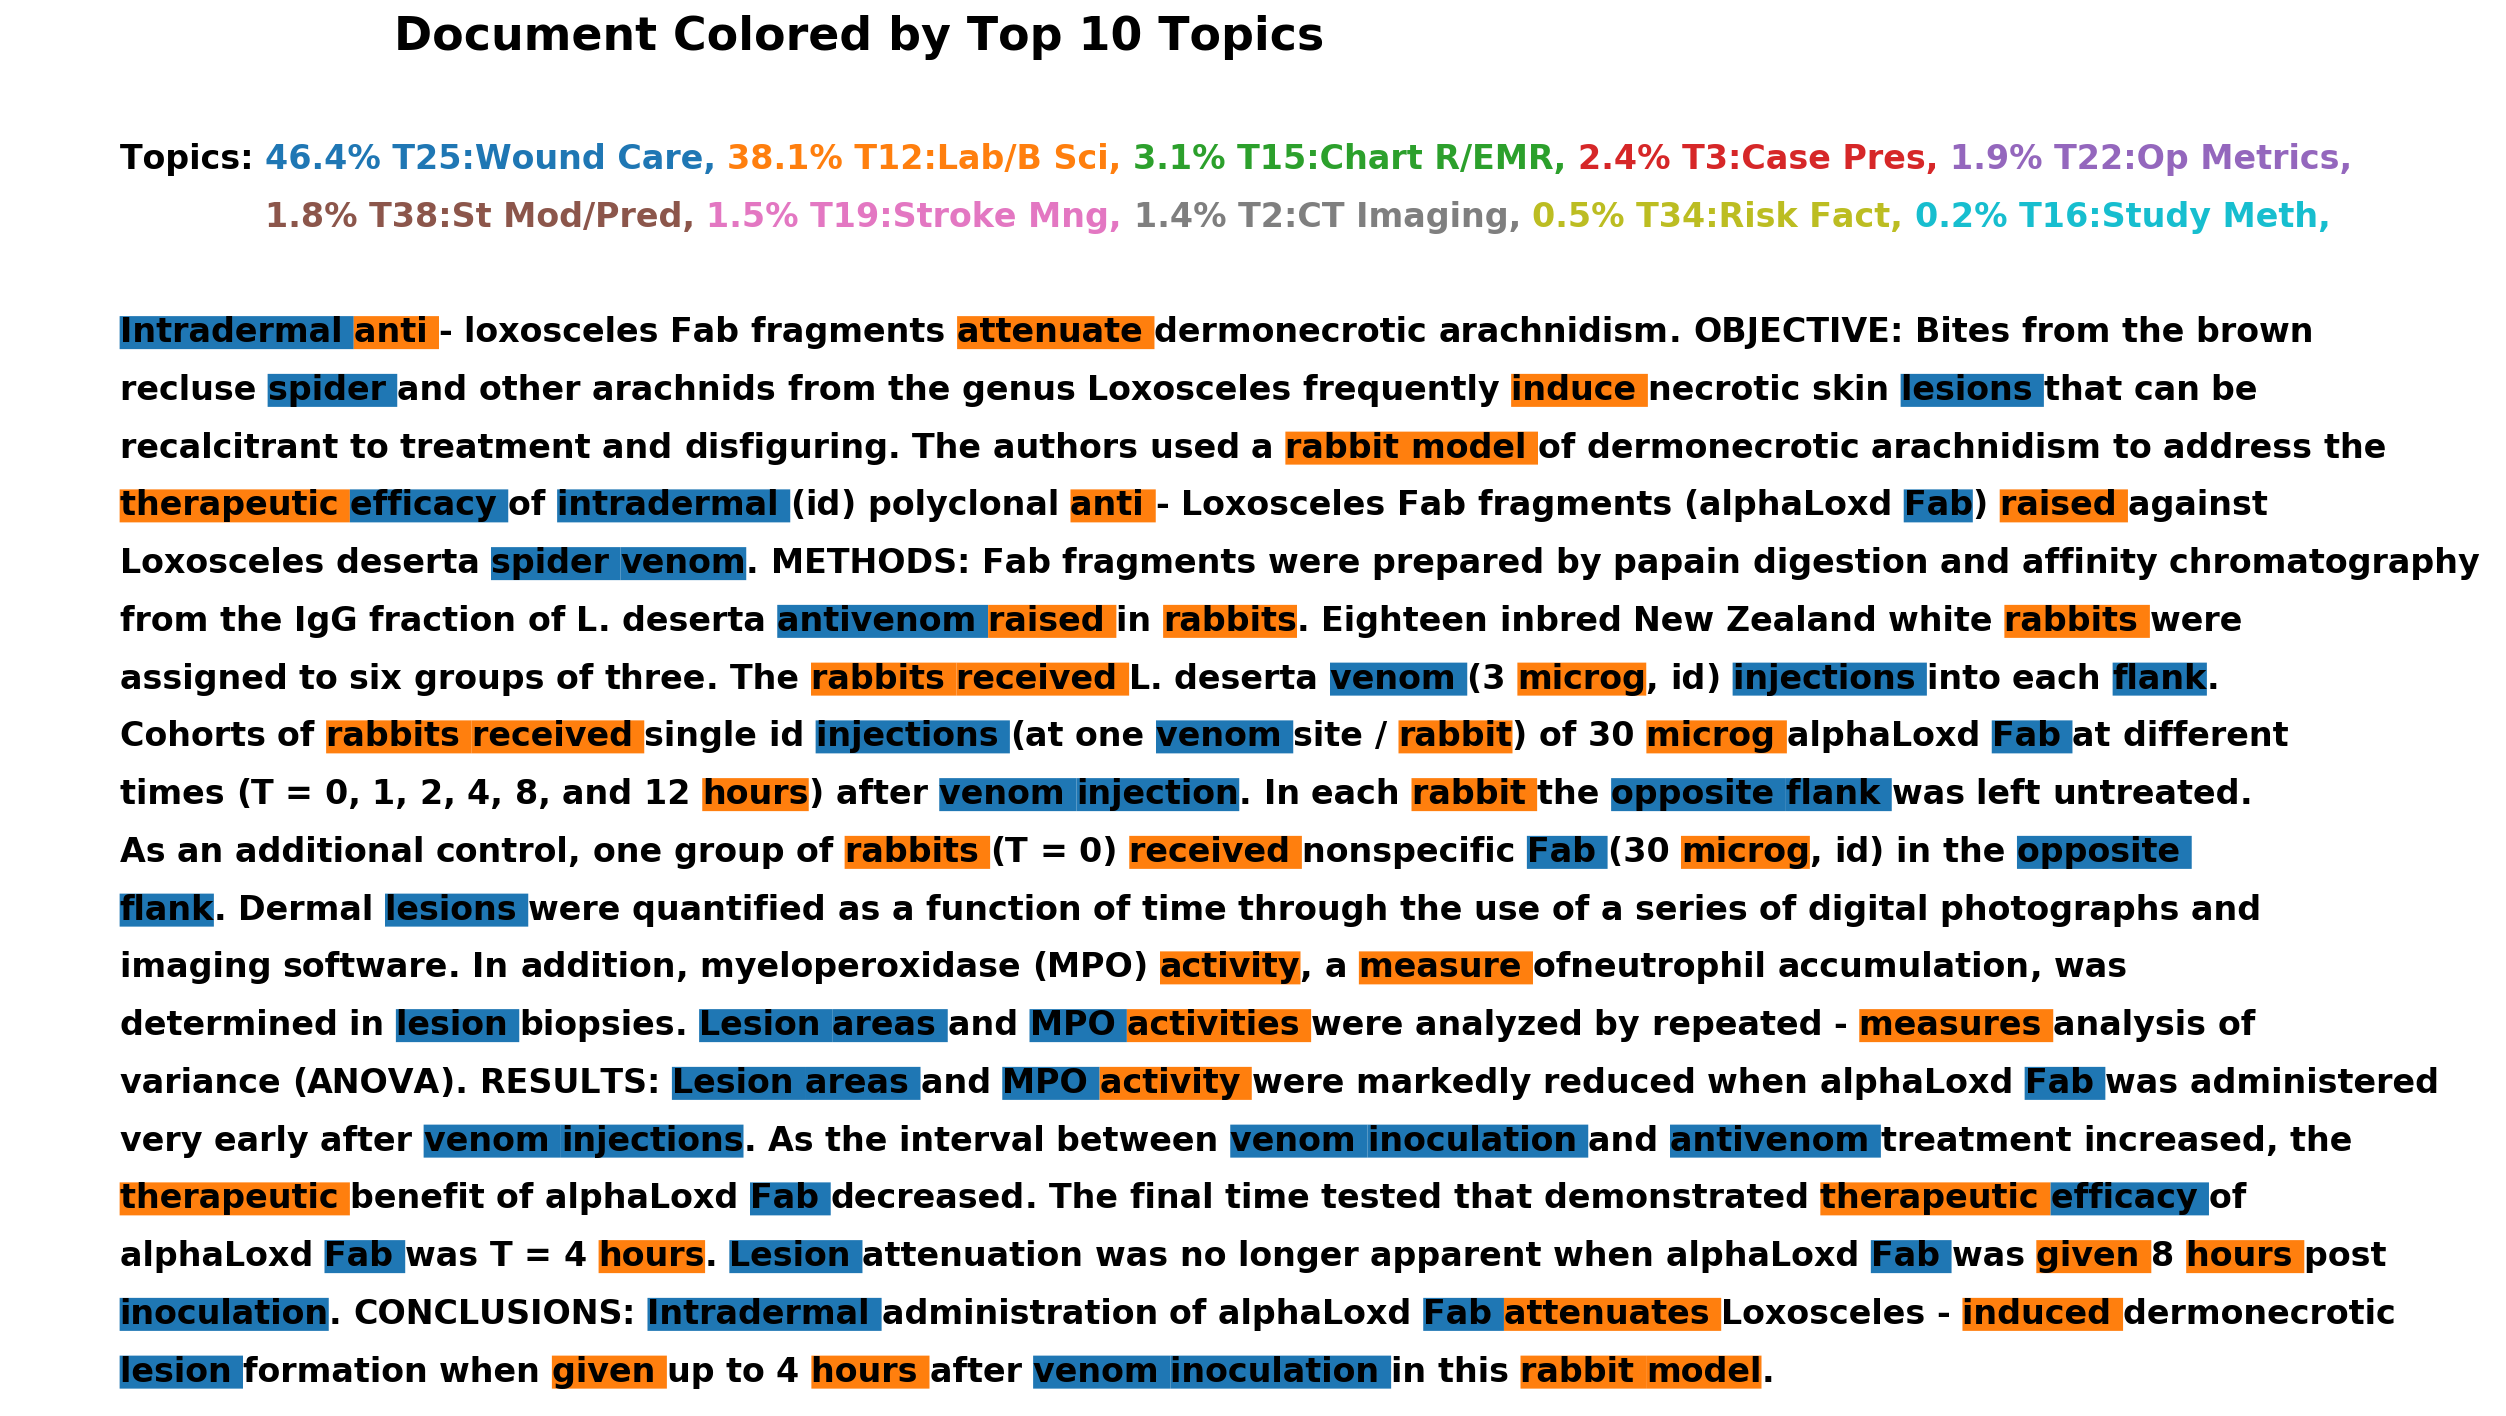 Document Colored by Top 10 Topics
Topics: 46.4% T25:Wound Care, 38.1% T12:Lab/B Sci, 3.1% T15:Chart R/EMR, 2.4% T3:Case Pres, 1.9% T22:Op Metrics,
1.8% T38:St Mod/Pred, 1.5% T19:Stroke Mng, 1.4% T2:CT Imaging, 0.5% T34:Risk Fact, 0.2% T16:Study Meth,
Intradermal anti - loxosceles Fab fragments attenuate dermonecrotic arachnidism. OBJECTIVE: Bites from the brown
recluse spider and other arachnids from the genus Loxosceles frequently induce necrotic skin lesions that can be
recalcitrant to treatment and disfiguring. The authors used a rabbit model of dermonecrotic arachnidism to address the
therapeutic efficacy of intradermal (id) polyclonal anti - Loxosceles Fab fragments (alphaLoxd Fab) raised against
Loxosceles deserta spider venom. METHODS: Fab fragments were prepared by papain digestion and affinity chromatography
from the IgG fraction of L. deserta antivenom raised in rabbits. Eighteen inbred New Zealand white rabbits were
assigned to six groups of three. The rabbits received L. deserta venom (3 microg, id) injections into each flank.
Cohorts of rabbits received single id injections (at one venom site / rabbit) of 30 microg alphaLoxd Fab at different
times (T = 0, 1, 2, 4, 8, and 12 hours) after venom injection. In each rabbit the opposite flank was left untreated.
As an additional control, one group of rabbits (T = 0) received nonspecific Fab (30 microg, id) in the opposite
flank. Dermal lesions were quantified as a function of time through the use of a series of digital photographs and
imaging software. In addition, myeloperoxidase (MPO) activity, a measure ofneutrophil accumulation, was
determined in lesion biopsies. Lesion areas and MPO activities were analyzed by repeated - measures analysis of
variance (ANOVA). RESULTS: Lesion areas and MPO activity were markedly reduced when alphaLoxd Fab was administered
very early after venom injections. As the interval between venom inoculation and antivenom treatment increased, the
therapeutic benefit of alphaLoxd Fab decreased. The final time tested that demonstrated therapeutic efficacy of
alphaLoxd Fab was T = 4 hours. Lesion attenuation was no longer apparent when alphaLoxd Fab was given 8 hours post
inoculation. CONCLUSIONS: Intradermal administration of alphaLoxd Fab attenuates Loxosceles - induced dermonecrotic
lesion formation when given up to 4 hours after venom inoculation in this rabbit model.